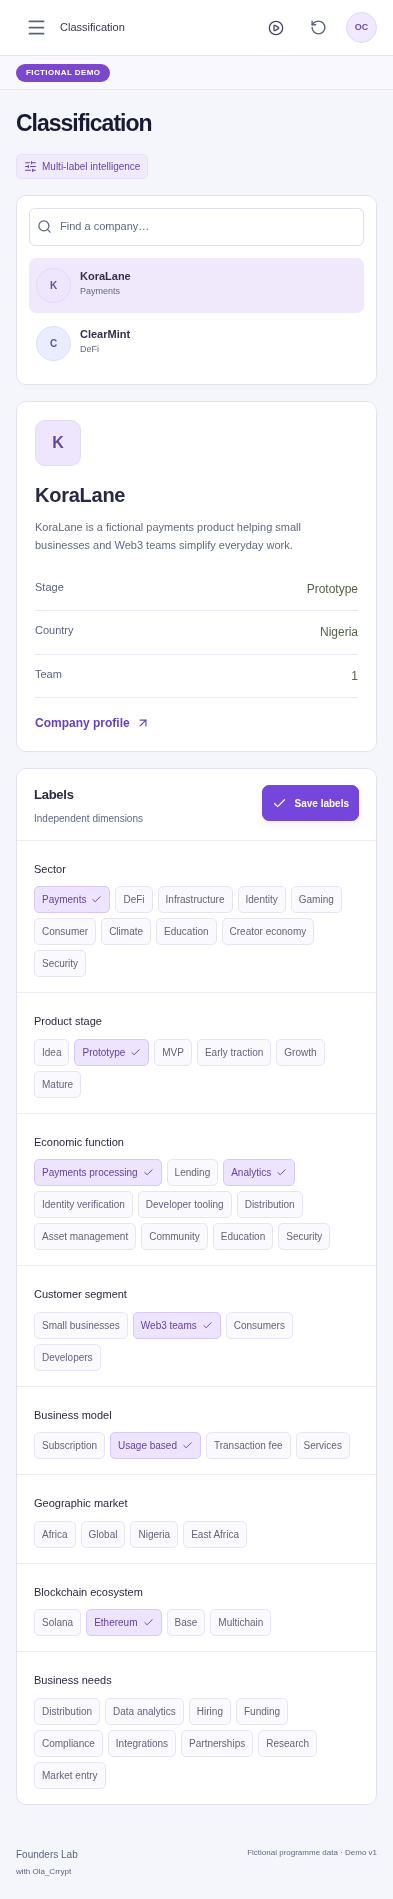 Classification
OC
FICTIONAL DEMO
Classification
Multi-label intelligence
Find a company…
K
KoraLane
Payments
C
ClearMint
DeFi
K
KoraLane
KoraLane is a fictional payments product helping small
businesses and Web3 teams simplify everyday work.
Stage Prototype
Country Nigeria
Team 1
Company profile
Labels
Independent dimensions
Save labels
Sector
Payments DeFi Infrastructure Identity Gaming
Consumer Climate Education Creator economy
Security
Product stage
Idea Prototype MVP Early traction Growth
Mature
Economic function
Payments processing Lending Analytics
Identity verification Developer tooling Distribution
Asset management Community Education Security
Customer segment
Small businesses Web3 teams Consumers
Developers
Business model
Subscription Usage based Transaction fee Services
Geographic market
Africa Global Nigeria East Africa
Blockchain ecosystem
Solana Ethereum Base Multichain
Business needs
Distribution Data analytics Hiring Funding
Compliance Integrations Partnerships Research
Market entry
Founders Lab
with Ola_Crrypt
Fictional programme data · Demo v1